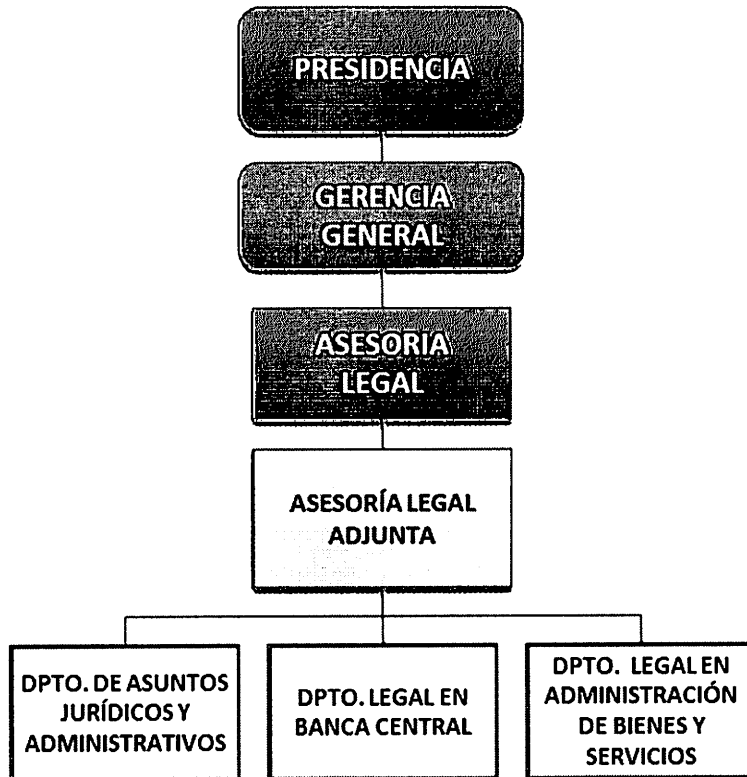 PRESIDENCIA
GERENCIA
GENERAL
ASESORIA
LEGAL
ASESORÍA LEGAL
ADJUNTA
DPTO. DE ASUNTOS
JURÍDICOS Y
ADMINISTRATIVOS
DPTO. LEGAL EN
BANCA CENTRAL
DPTO. LEGAL EN
ADMINISTRACIÓN
DE BIENES Y
SERVICIOS